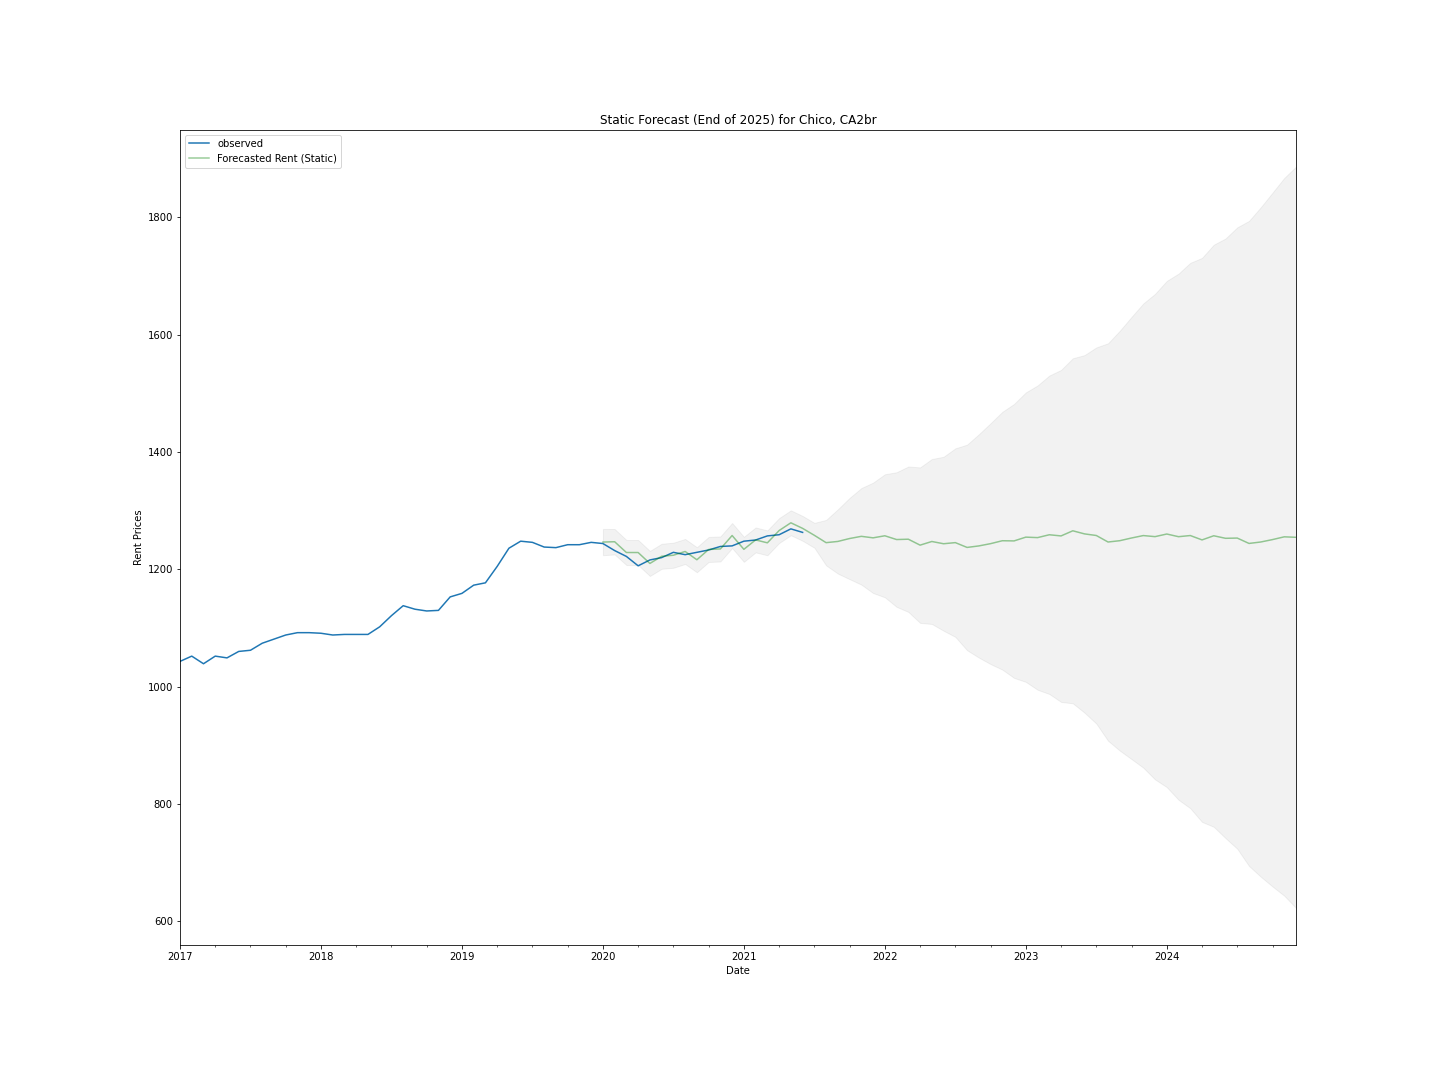 Static Forecast (End of 2025) for Chico, CA2br
observed
Forecasted Rent (Static)
1800
1600
1400
1200
1000
800
600
Rent Prices
2017 2018 2019 2020 2021 2022 2023 2024
Date